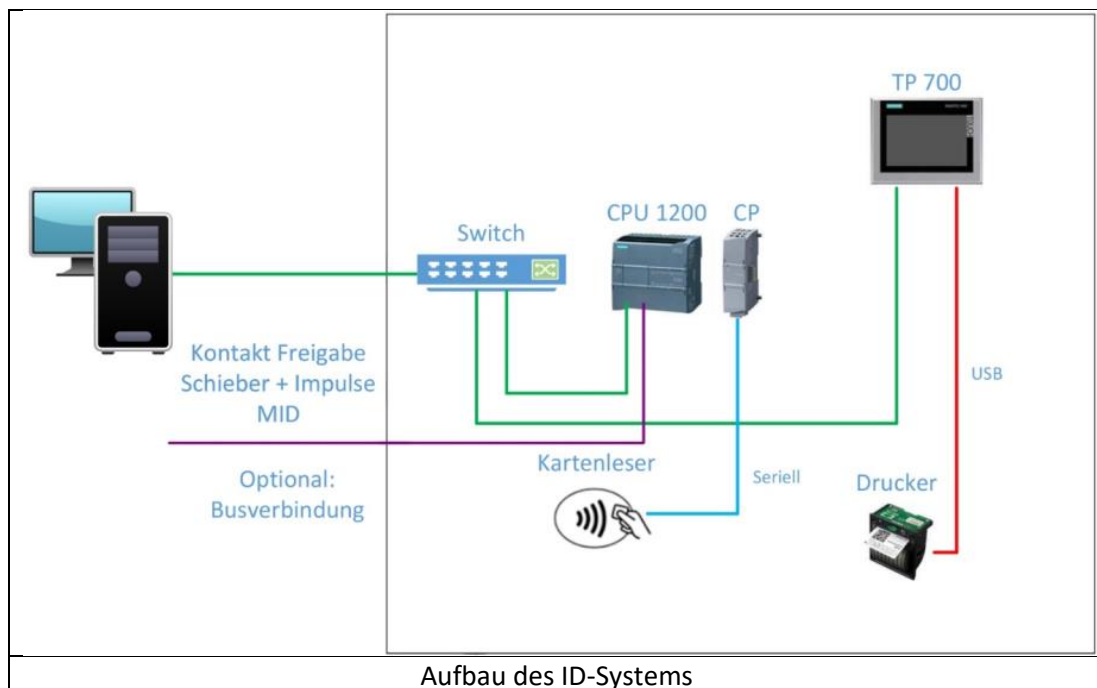 TP 700
CPU 1200
CP
Switch
Kontakt Freigabe
Schieber + Impulse
MID
USB
Optional:
Busverbindung
Kartenleser
Seriell
Drucker
Aufbau des ID-Systems